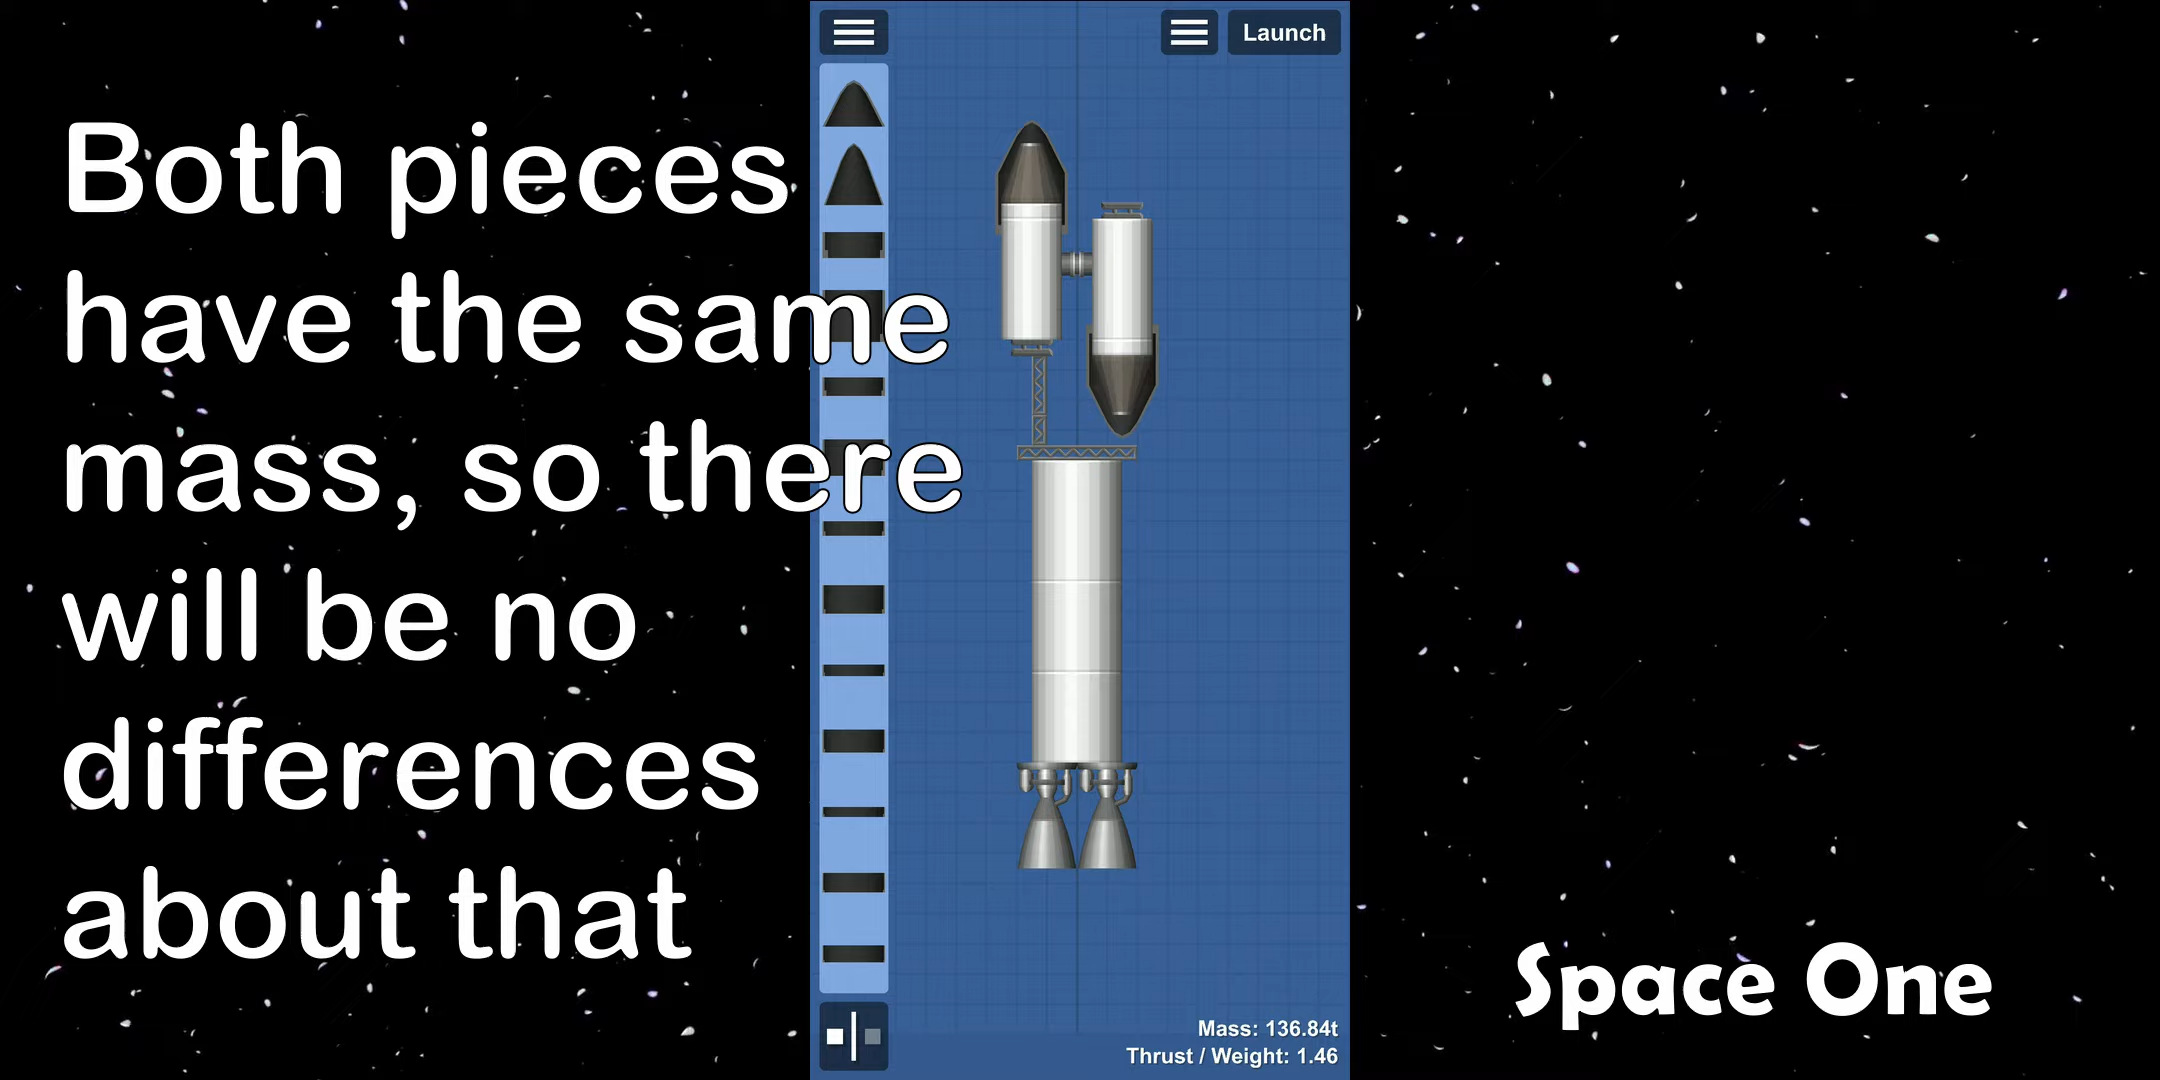 Launch
Both pieces
have the same
mass, so there
will be no
differences
about that
Space One
Mass: 136.84t
Thrust / Weight: 1.46